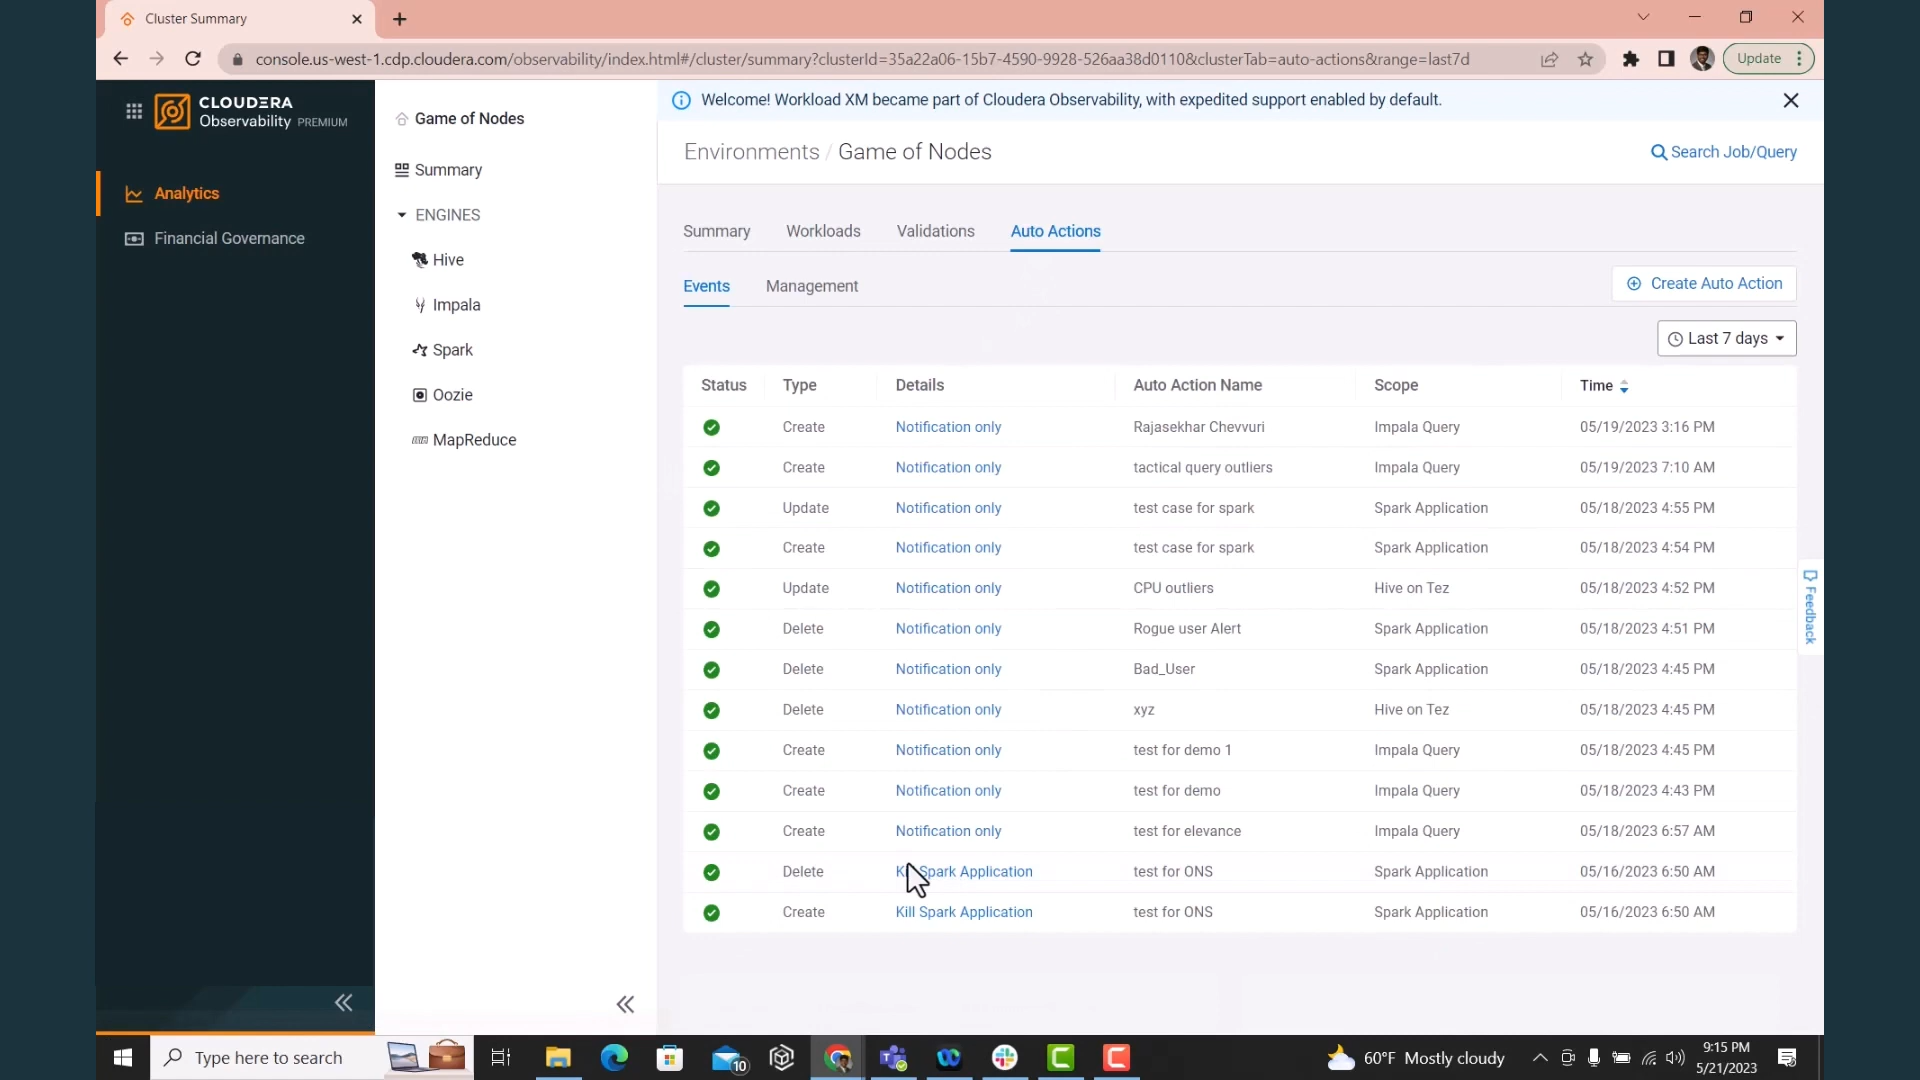 Cluster Summary
console.us-west-1.cdp.cloudera.com/observability/index.html#/cluster/summary?clusterId=35a22a06-15b7-4590-9928-526aa38d0110&clusterTab=auto-actions&range=last7d
Update
CLOUDERA
Observability PREMIUM
Analytics
Financial Governance
Game of Nodes
Summary
ENGINES
Hive
Impala
Spark
Oozie
MapReduce
Welcome! Workload XM became part of Cloudera Observability, with expedited support enabled by default.
Environments / Game of Nodes
Search Job/Query
Summary Workloads Validations Auto Actions
Events Management
Create Auto Action
Last 7 days
Status Type Details Auto Action Name Scope Time
Create Notification only Rajasekhar Chevvuri Impala Query 05/19/2023 3:16 PM
Create Notification only tactical query outliers Impala Query 05/19/2023 7:10 AM
Update Notification only test case for spark Spark Application 05/18/2023 4:55 PM
Create Notification only test case for spark Spark Application 05/18/2023 4:54 PM
Update Notification only CPU outliers Hive on Tez 05/18/2023 4:52 PM
Delete Notification only Rogue user Alert Spark Application 05/18/2023 4:51 PM
Delete Notification only Bad_User Spark Application 05/18/2023 4:45 PM
Delete Notification only xyz Hive on Tez 05/18/2023 4:45 PM
Create Notification only test for demo 1 Impala Query 05/18/2023 4:45 PM
Create Notification only test for demo Impala Query 05/18/2023 4:43 PM
Create Notification only test for elevance Impala Query 05/18/2023 6:57 AM
Delete Kill Spark Application test for ONS Spark Application 05/16/2023 6:50 AM
Create Kill Spark Application test for ONS Spark Application 05/16/2023 6:50 AM
Feedback
Type here to search
10
60°F Mostly cloudy
9:15 PM
5/21/2023